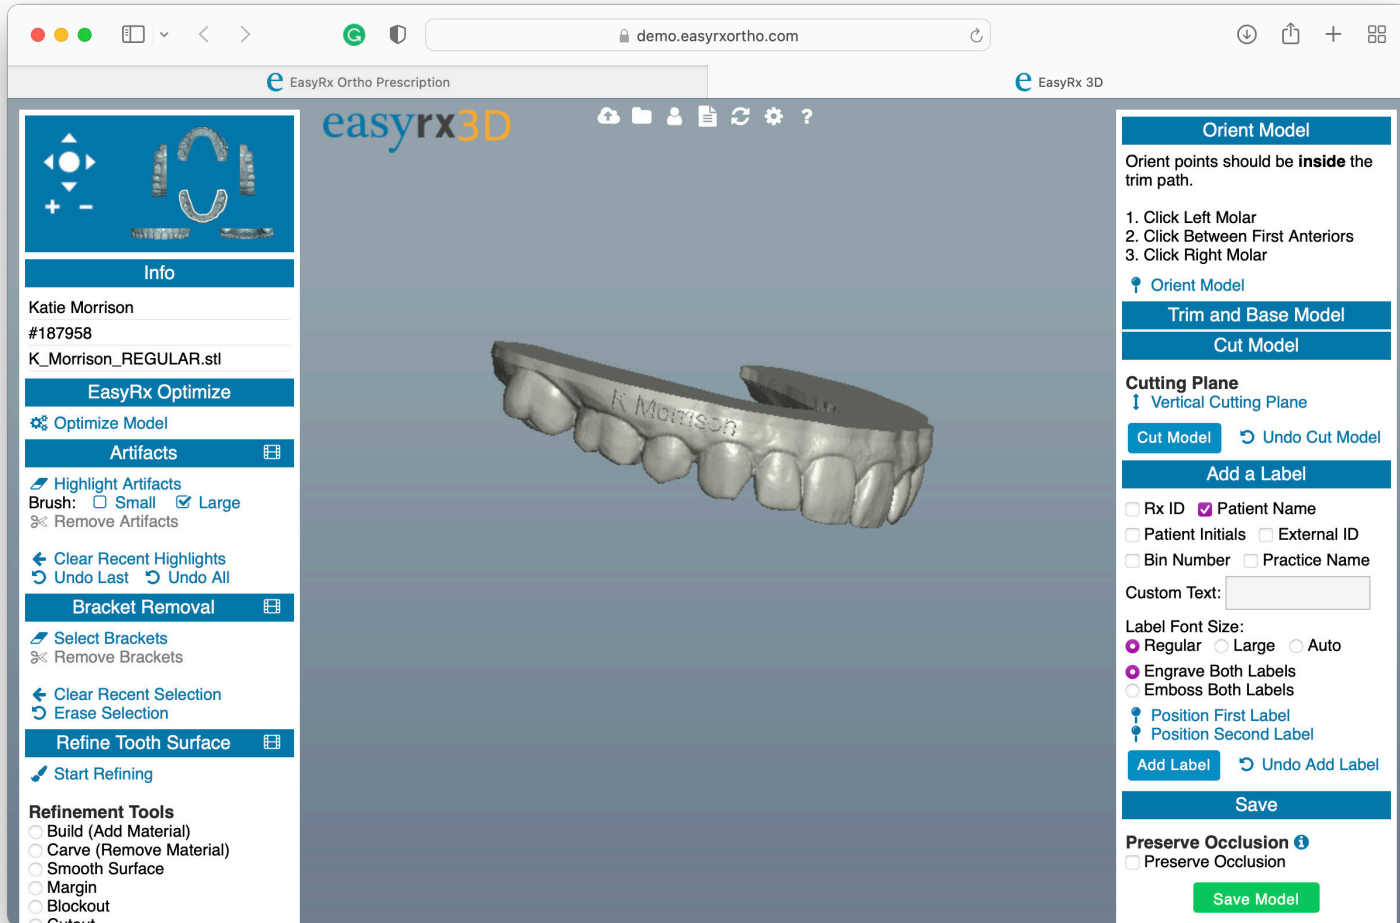 demo.easyrxortho.com
e EasyRx Ortho Prescription
e EasyRx 3D
easyrx3D
?
Info
Katie Morrison
#187958
K_Morrison_REGULAR.stl
EasyRx Optimize
Optimize Model
Artifacts
Highlight Artifacts
Brush: Small Large
Remove Artifacts
Clear Recent Highlights
Undo Last Undo All
Bracket Removal
Select Brackets
Remove Brackets
Clear Recent Selection
Erase Selection
Refine Tooth Surface
Start Refining
Refinement Tools
Build (Add Material)
Carve (Remove Material)
Smooth Surface
Margin
Blockout
Cutout
K Morrison
Orient Model
Orient points should be inside the
trim path.
1. Click Left Molar
2. Click Between First Anteriors
3. Click Right Molar
Orient Model
Trim and Base Model
Cut Model
Cutting Plane
Vertical Cutting Plane
Cut Model Undo Cut Model
Add a Label
Rx ID Patient Name
Patient Initials External ID
Bin Number Practice Name
Custom Text:
Label Font Size:
Regular Large Auto
Engrave Both Labels
Emboss Both Labels
Position First Label
Position Second Label
Add Label Undo Add Label
Save
Preserve Occlusion
Preserve Occlusion
Save Model